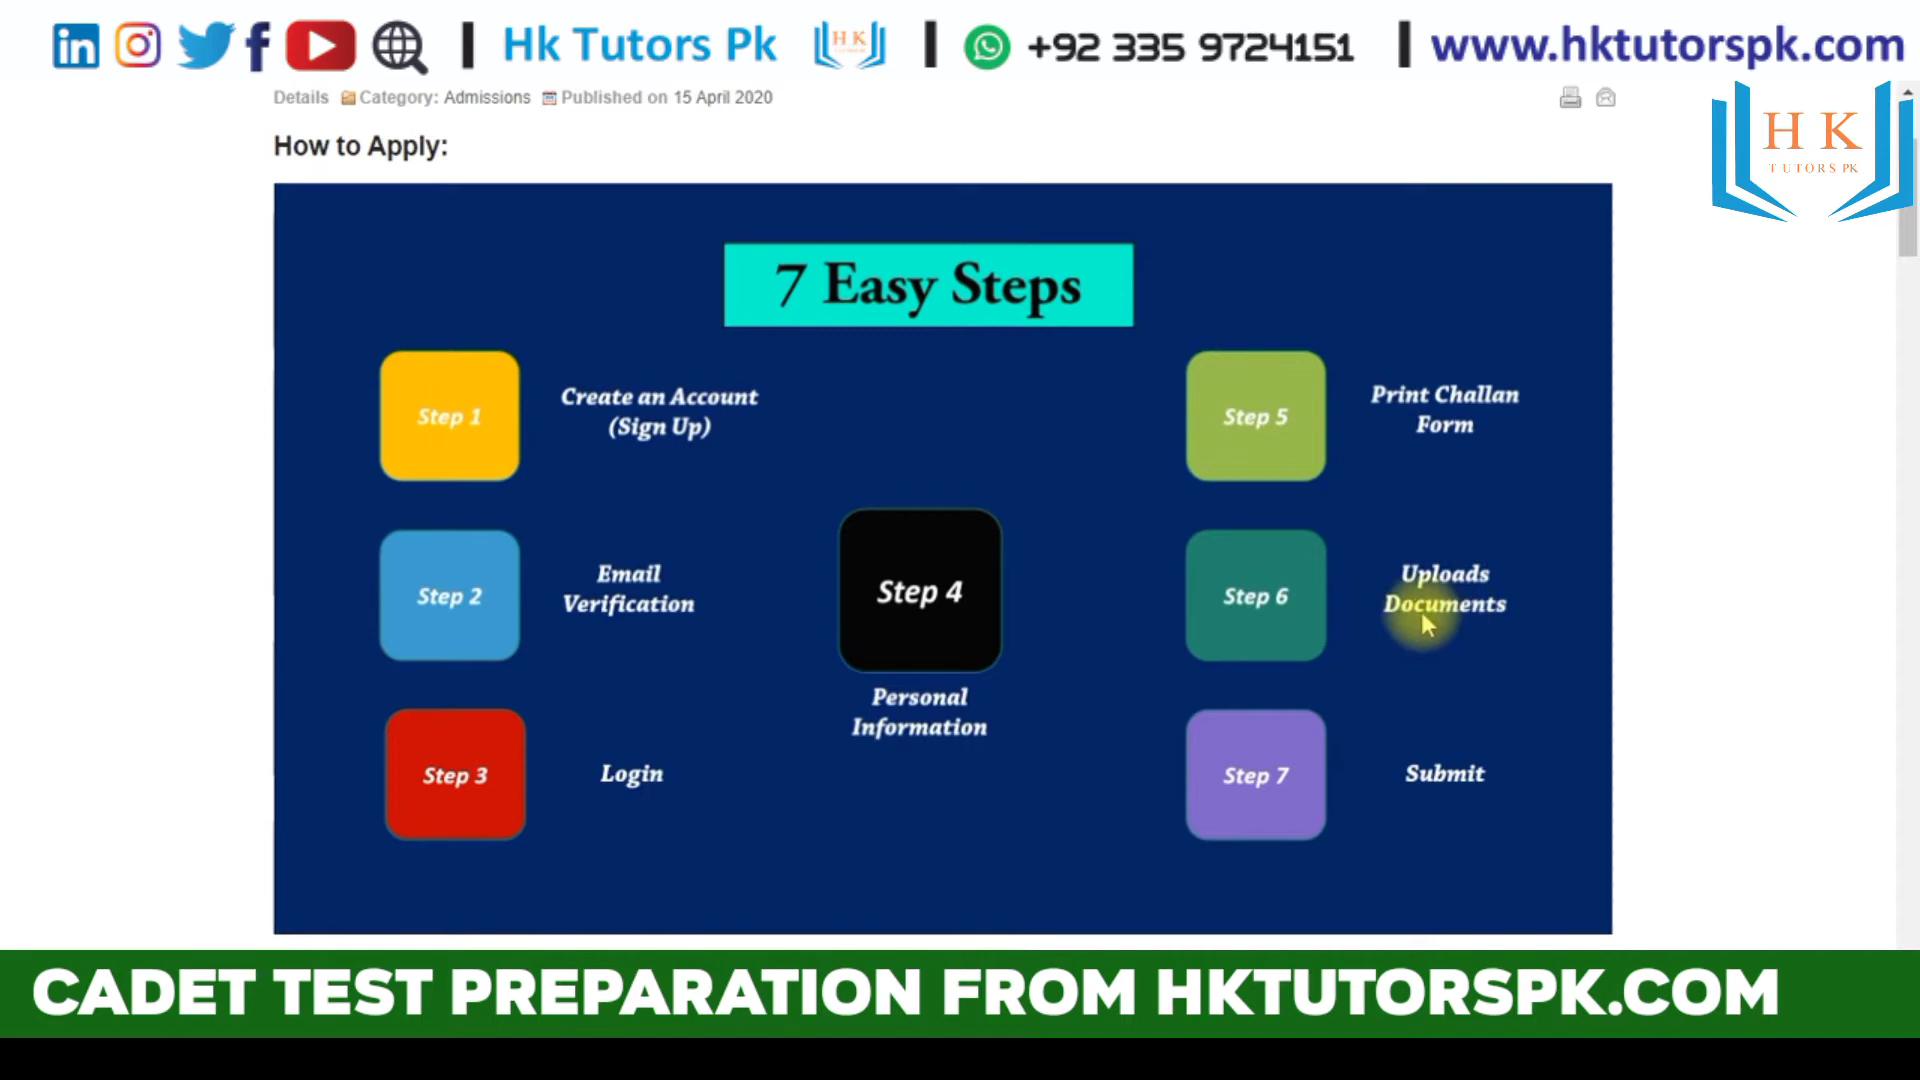 in
Hk Tutors Pk
H K
+92 335 9724151
www.hktutorspk.com
Details Category: Admissions Published on 15 April 2020
H K
TUTORS PK
How to Apply:
7 Easy Steps
Step 1
Create an Account
(Sign Up)
Step 2
Email
Verification
Step 3
Login
Step 4
Personal
Information
Step 5
Print Challan
Form
Step 6
Uploads
Documents
Step 7
Submit
CADET TEST PREPARATION FROM HKTUTORSPK.COM